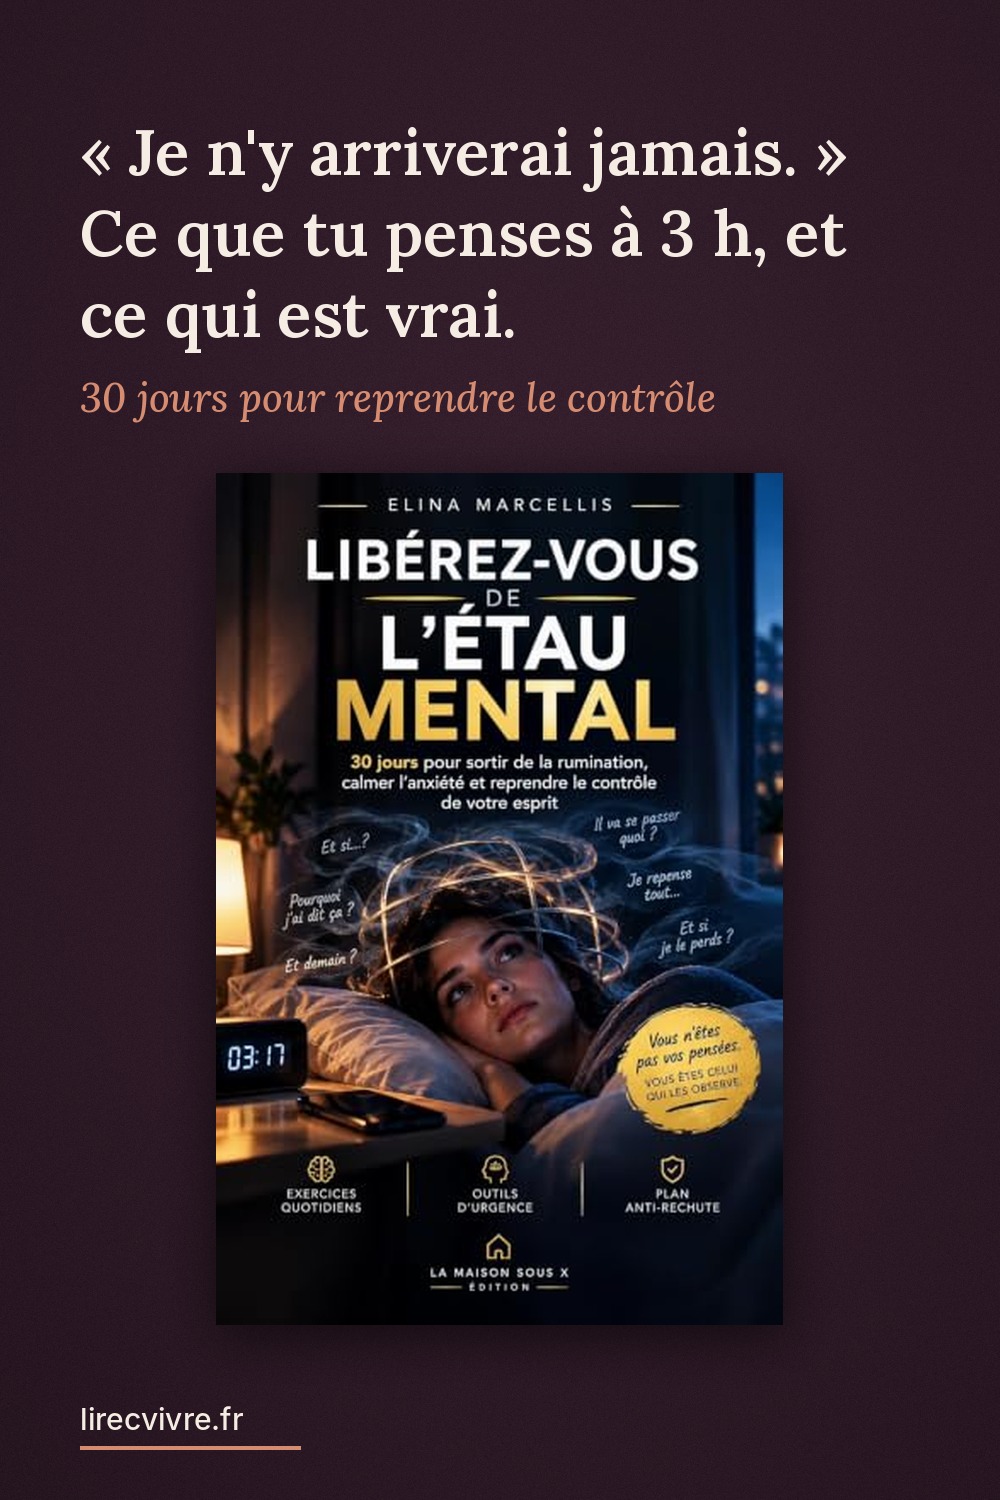 « Je n'y arriverai jamais. »
Ce que tu penses à 3 h, et
ce qui est vrai.
30 jours pour reprendre le contrôle
ELINA MARCELLIS
LIBÉREZ-VOUS
DE
L’ÉTAU
MENTAL
30 jours pour sortir de la rumination,
calmer l’anxiété et reprendre le contrôle
de votre esprit
Et si...?
Il va se passer
quoi ?
Pourquoi
j'ai dit ça ?
Je repense
tout...
Et demain ?
Et si
je le perds ?
03:17
Vous n'êtes
pas vos pensées.
VOUS ÊTES CELUI
QUI LES OBSERVE.
EXERCICES
QUOTIDIENS
OUTILS
D'URGENCE
PLAN
ANTI-RECHUTE
LA MAISON SOUS X
ÉDITION
lirecvivre.fr